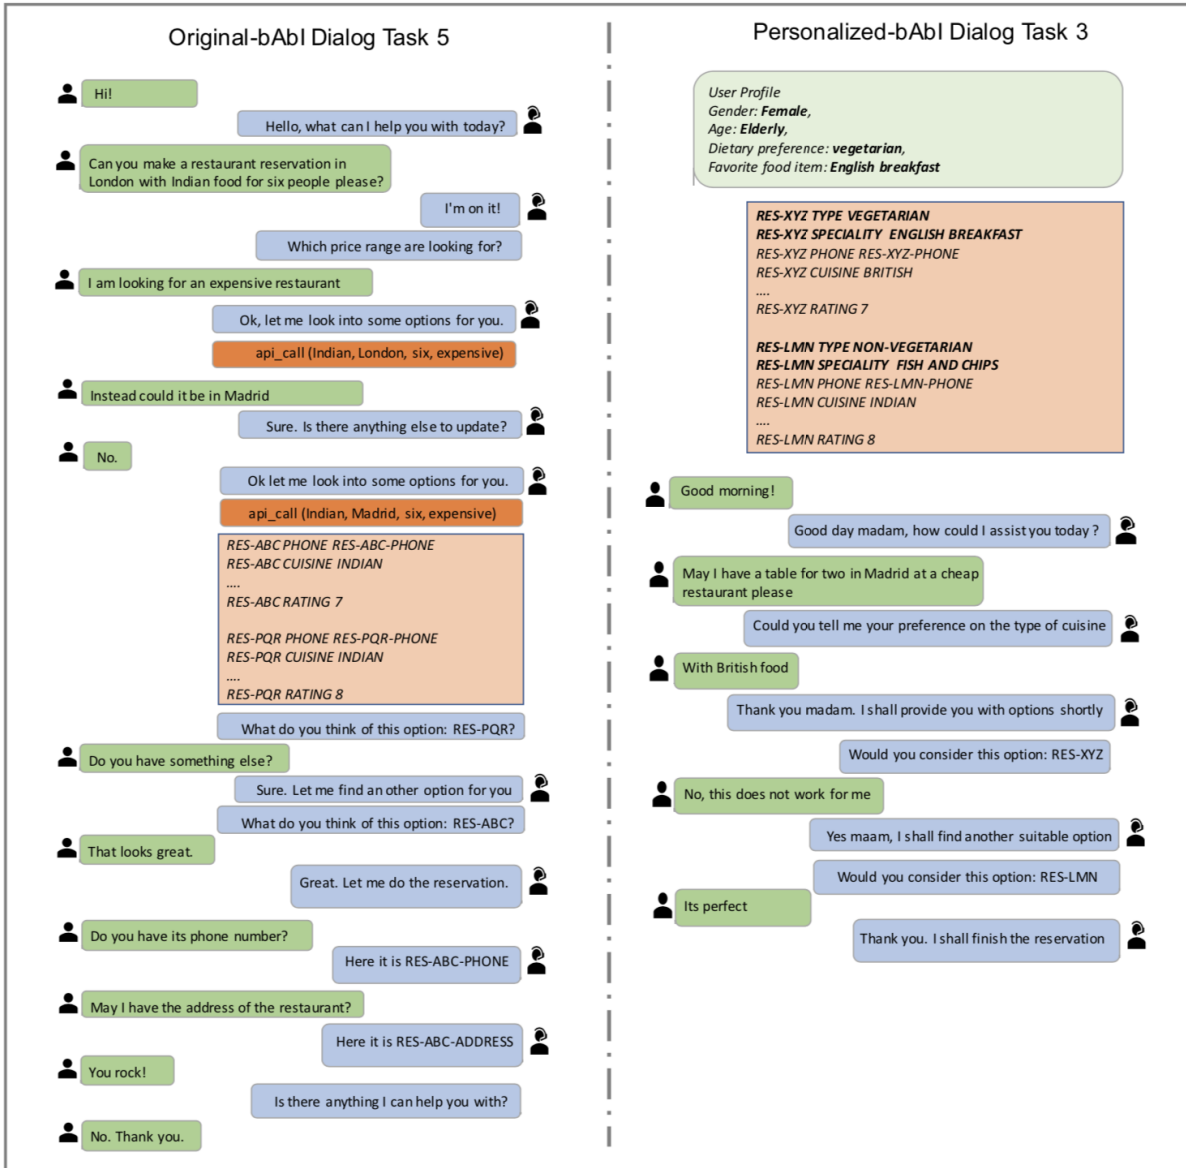 Original-bAbI Dialog Task 5
Hi!
Hello, what can I help you with today?
Can you make a restaurant reservation in
London with Indian food for six people please?
I'm on it!
Which price range are looking for?
I am looking for an expensive restaurant
Ok, let me look into some options for you.
api_call (Indian, London, six, expensive)
Instead could it be in Madrid
Sure. Is there anything else to update?
No.
Ok let me look into some options for you.
api_call (Indian, Madrid, six, expensive)
RES-ABC PHONE RES-ABC-PHONE
RES-ABC CUISINE INDIAN
....
RES-ABC RATING 7
RES-PQR PHONE RES-PQR-PHONE
RES-PQR CUISINE INDIAN
....
RES-PQR RATING 8
What do you think of this option: RES-PQR?
Do you have something else?
Sure. Let me find an other option for you
What do you think of this option: RES-ABC?
That looks great.
Great. Let me do the reservation.
Do you have its phone number?
Here it is RES-ABC-PHONE
May I have the address of the restaurant?
Here it is RES-ABC-ADDRESS
You rock!
Is there anything I can help you with?
No. Thank you.
Personalized-bAbI Dialog Task 3
User Profile
Gender: Female,
Age: Elderly,
Dietary preference: vegetarian,
Favorite food item: English breakfast
RES-XYZ TYPE VEGETARIAN
RES-XYZ SPECIALITY ENGLISH BREAKFAST
RES-XYZ PHONE RES-XYZ-PHONE
RES-XYZ CUISINE BRITISH
....
RES-XYZ RATING 7
RES-LMN TYPE NON-VEGETARIAN
RES-LMN SPECIALITY FISH AND CHIPS
RES-LMN PHONE RES-LMN-PHONE
RES-LMN CUISINE INDIAN
....
RES-LMN RATING 8
Good morning!
Good day madam, how could I assist you today ?
May I have a table for two in Madrid at a cheap
restaurant please
Could you tell me your preference on the type of cuisine
With British food
Thank you madam. I shall provide you with options shortly
Would you consider this option: RES-XYZ
No, this does not work for me
Yes maam, I shall find another suitable option
Would you consider this option: RES-LMN
Its perfect
Thank you. I shall finish the reservation